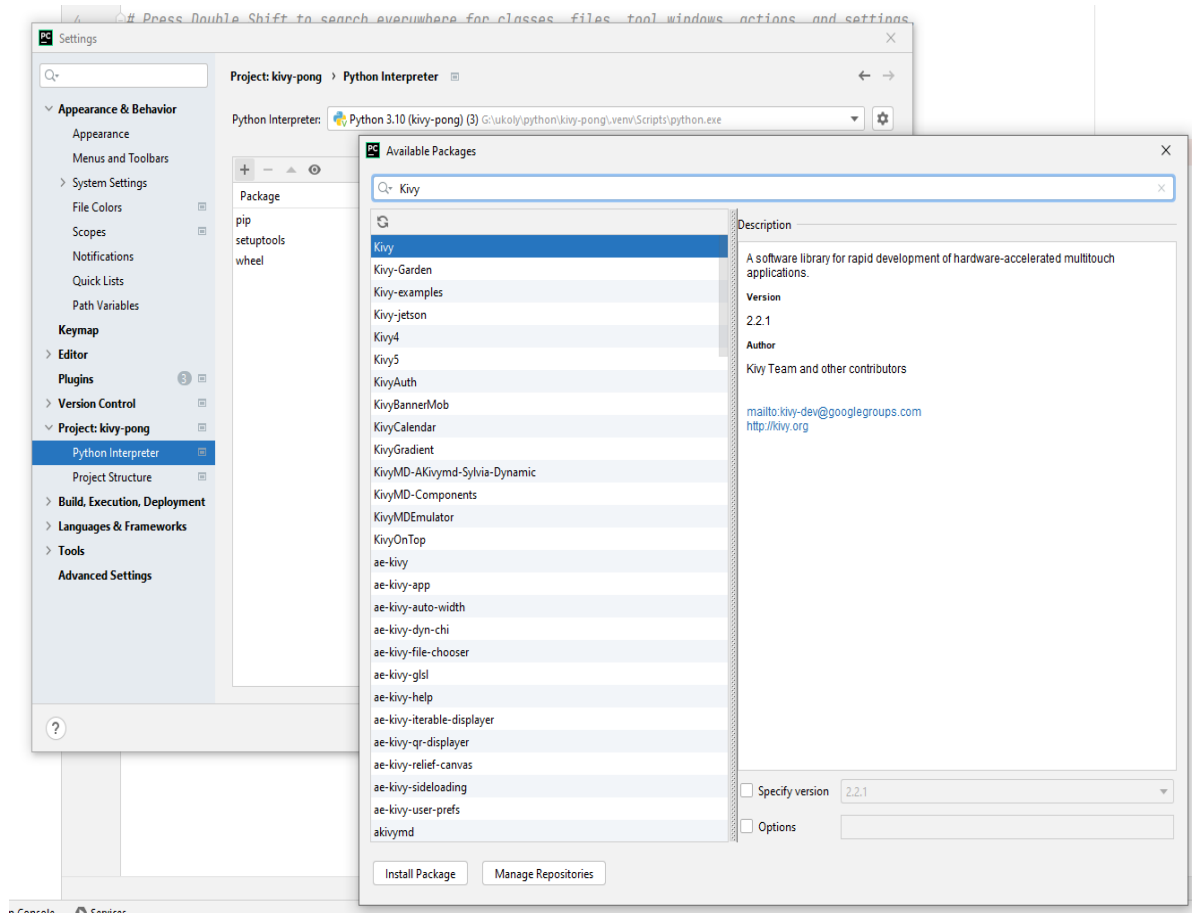 4 # Press Double Shift to search everywhere for classes, files, tool windows, actions, and settings.
PC Settings
Project: kivy-pong › Python Interpreter
Appearance & Behavior
Appearance
Menus and Toolbars
System Settings
File Colors
Scopes
Notifications
Quick Lists
Path Variables
Keymap
Editor
Plugins 3
Version Control
Project: kivy-pong
Python Interpreter
Project Structure
Build, Execution, Deployment
Languages & Frameworks
Tools
Advanced Settings
?
Python Interpreter: Python 3.10 (kivy-pong) (3) G:\ukoly\python\kivy-pong\.venv\Scripts\python.exe
Package
pip
setuptools
wheel
PC Available Packages
Kivy
Kivy
Kivy-Garden
Kivy-examples
Kivy-jetson
Kivy4
Kivy5
KivyAuth
KivyBannerMob
KivyCalendar
KivyGradient
KivyMD-AKivymd-Sylvia-Dynamic
KivyMD-Components
KivyMDEmulator
KivyOnTop
ae-kivy
ae-kivy-app
ae-kivy-auto-width
ae-kivy-dyn-chi
ae-kivy-file-chooser
ae-kivy-glsl
ae-kivy-help
ae-kivy-iterable-displayer
ae-kivy-qr-displayer
ae-kivy-relief-canvas
ae-kivy-sideloading
ae-kivy-user-prefs
akivymd
Description
A software library for rapid development of hardware-accelerated multitouch
applications.
Version
2.2.1
Author
Kivy Team and other contributors
mailto:kivy-dev@googlegroups.com
http://kivy.org
Specify version 2.2.1
Options
Install Package Manage Repositories
Console Services